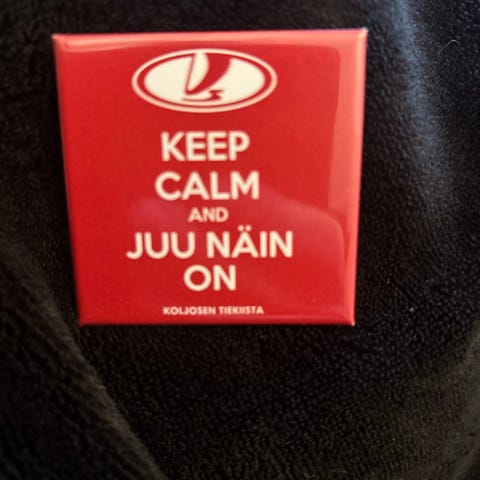 KEEP
CALM
AND
JUU NÄIN
ON
KOLJOSEN TIEKIISTA